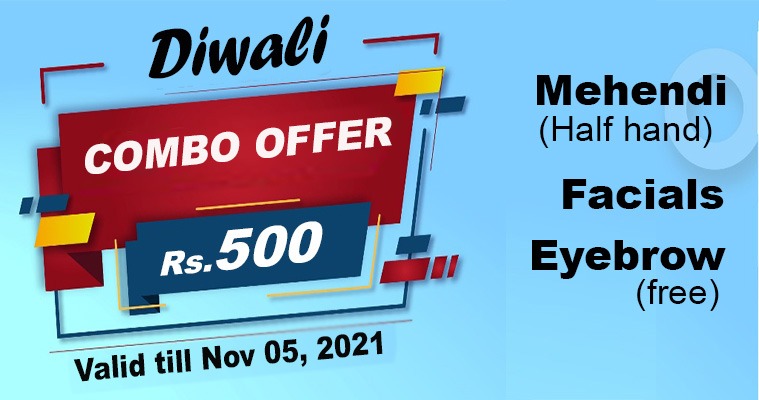 Diwali
COMBO OFFER
Rs.500
Valid till Nov 05, 2021
Mehendi
(Half hand)
Facials
Eyebrow
(free)